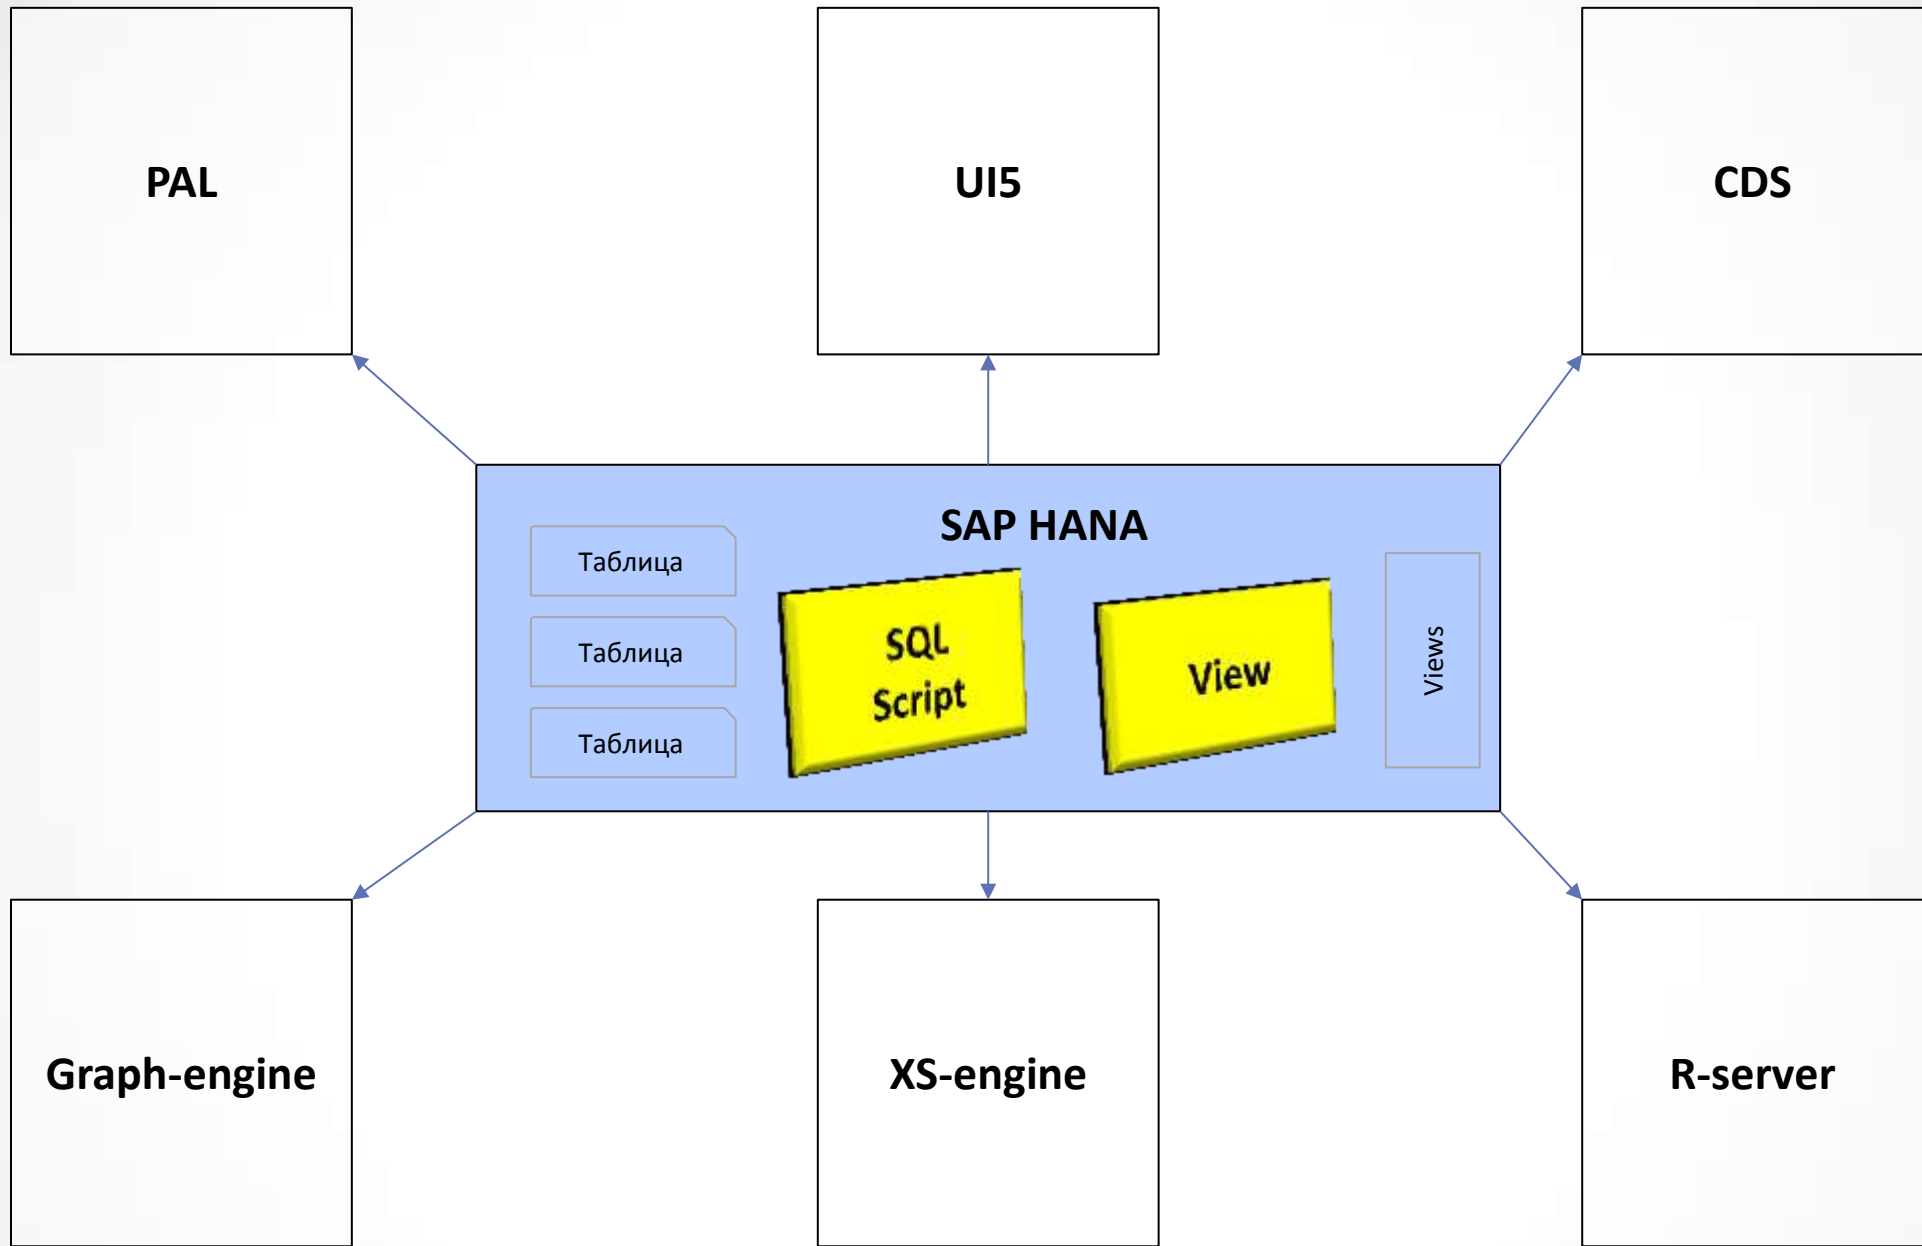 PAL
UI5
CDS
SAP HANA
Таблица
Таблица
Таблица
SQL
Script
View
Views
Graph-engine
XS-engine
R-server